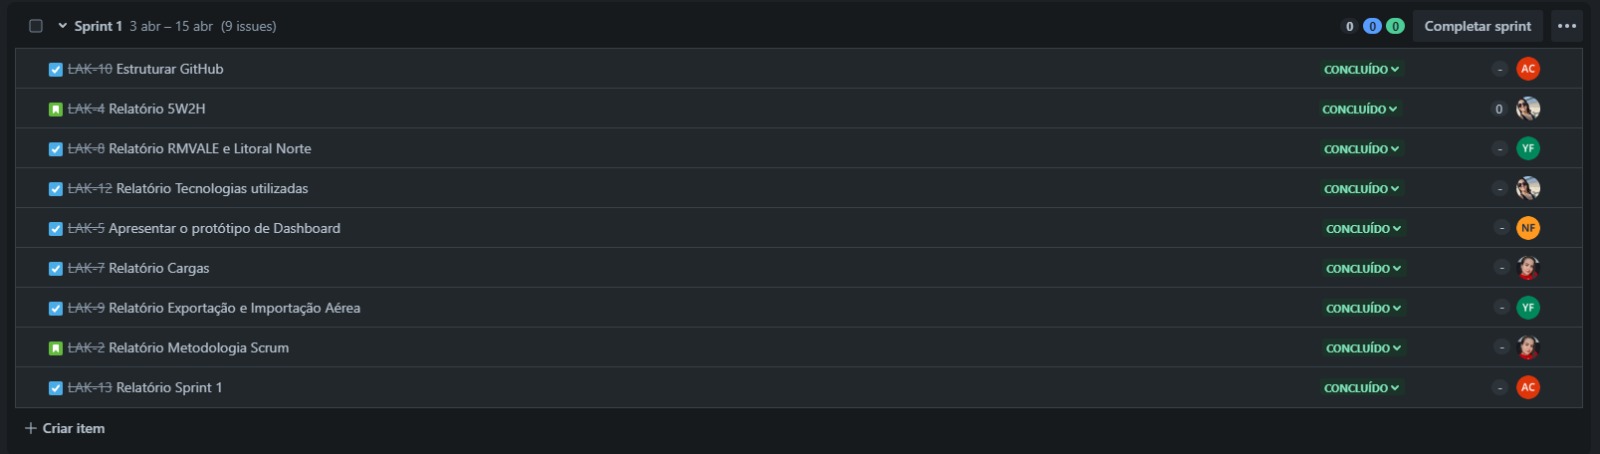 Sprint 1 3 abr – 15 abr (9 issues) 0 0 0 Completar sprint
LAK-10 Estruturar GitHub CONCLUÍDO - AC
LAK-4 Relatório 5W2H CONCLUÍDO 0
LAK-8 Relatório RMVALE e Litoral Norte CONCLUÍDO - YF
LAK-12 Relatório Tecnologias utilizadas CONCLUÍDO -
LAK-5 Apresentar o protótipo de Dashboard CONCLUÍDO - NF
LAK-7 Relatório Cargas CONCLUÍDO -
LAK-9 Relatório Exportação e Importação Aérea CONCLUÍDO - YF
LAK-2 Relatório Metodologia Scrum CONCLUÍDO -
LAK-13 Relatório Sprint 1 CONCLUÍDO - AC
+ Criar item